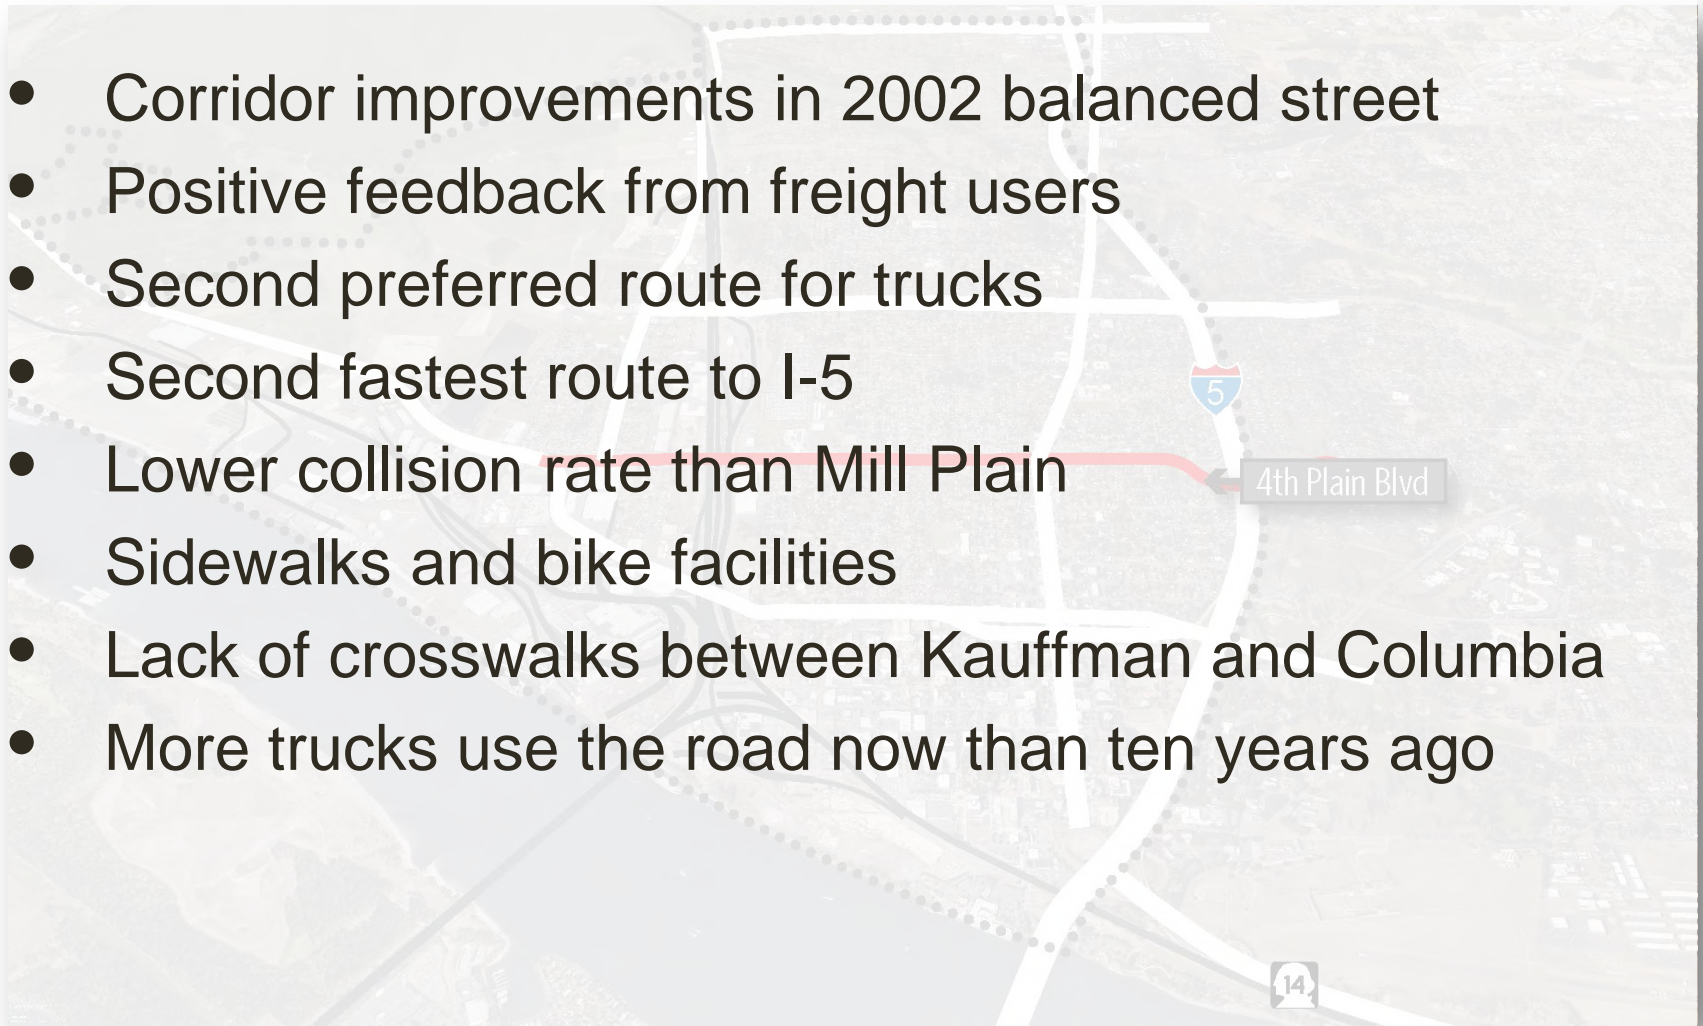 • Corridor improvements in 2002 balanced street
• Positive feedback from freight users
• Second preferred route for trucks
• Second fastest route to I-5
5
• Lower collision rate than Mill Plain
4th Plain Blvd
• Sidewalks and bike facilities
• Lack of crosswalks between Kauffman and Columbia
• More trucks use the road now than ten years ago
14